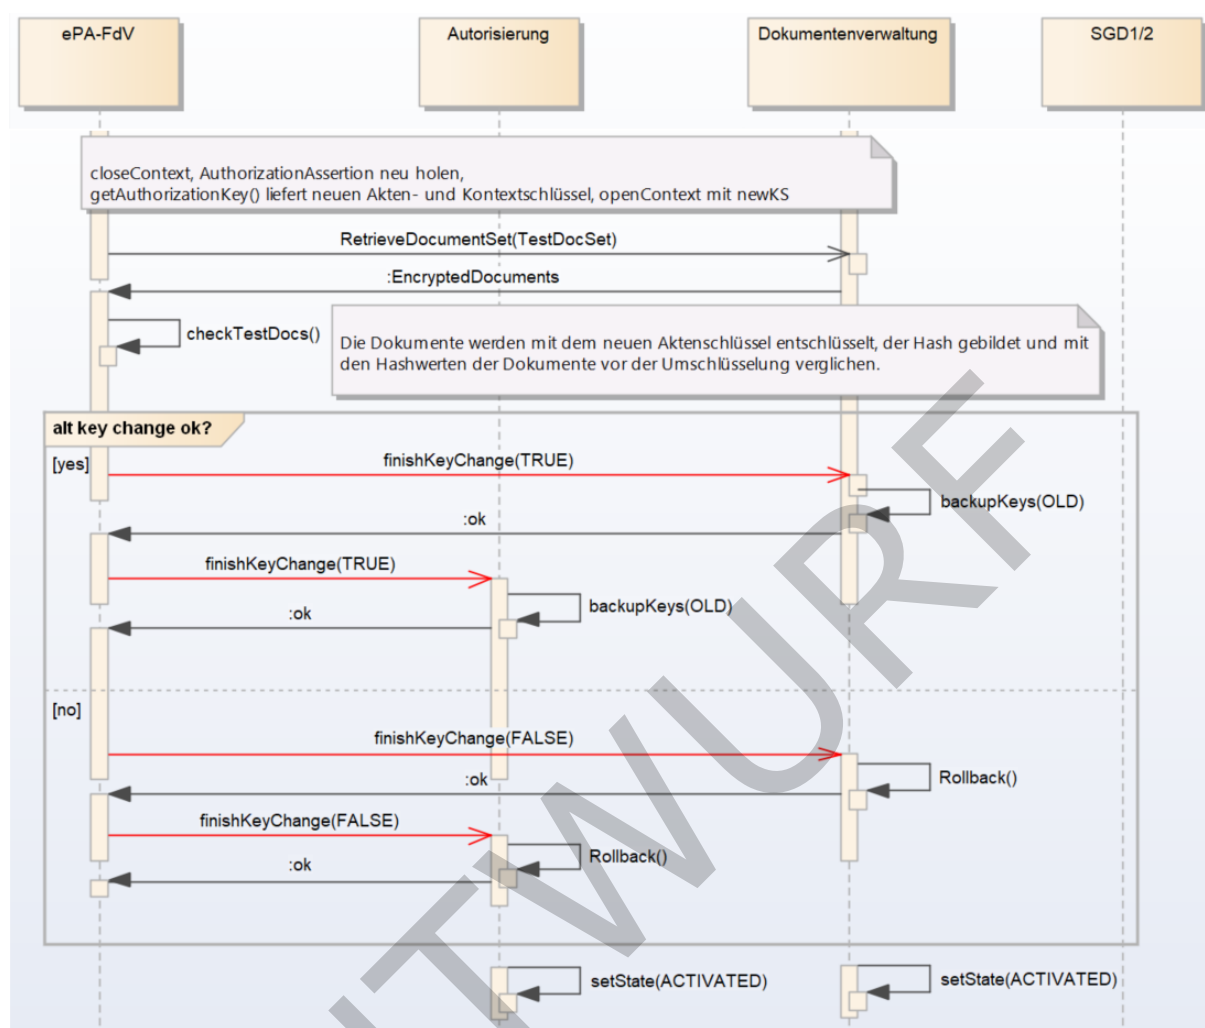 ePA-FdV
Autorisierung
Dokumentenverwaltung
SGD1/2
closeContext, AuthorizationAssertion neu holen,
getAuthorizationKey() liefert neuen Akten- und Kontextschlüssel, openContext mit newKS
RetrieveDocumentSet(TestDocSet)
:EncryptedDocuments
checkTestDocs()
Die Dokumente werden mit dem neuen Aktenschlüssel entschlüsselt, der Hash gebildet und mit
den Hashwerten der Dokumente vor der Umschlüsselung verglichen.
alt key change ok?
[yes]
finishKeyChange(TRUE)
backupKeys(OLD)
:ok
finishKeyChange(TRUE)
backupKeys(OLD)
:ok
[no]
finishKeyChange(FALSE)
Rollback()
:ok
finishKeyChange(FALSE)
Rollback()
:ok
setState(ACTIVATED)
setState(ACTIVATED)